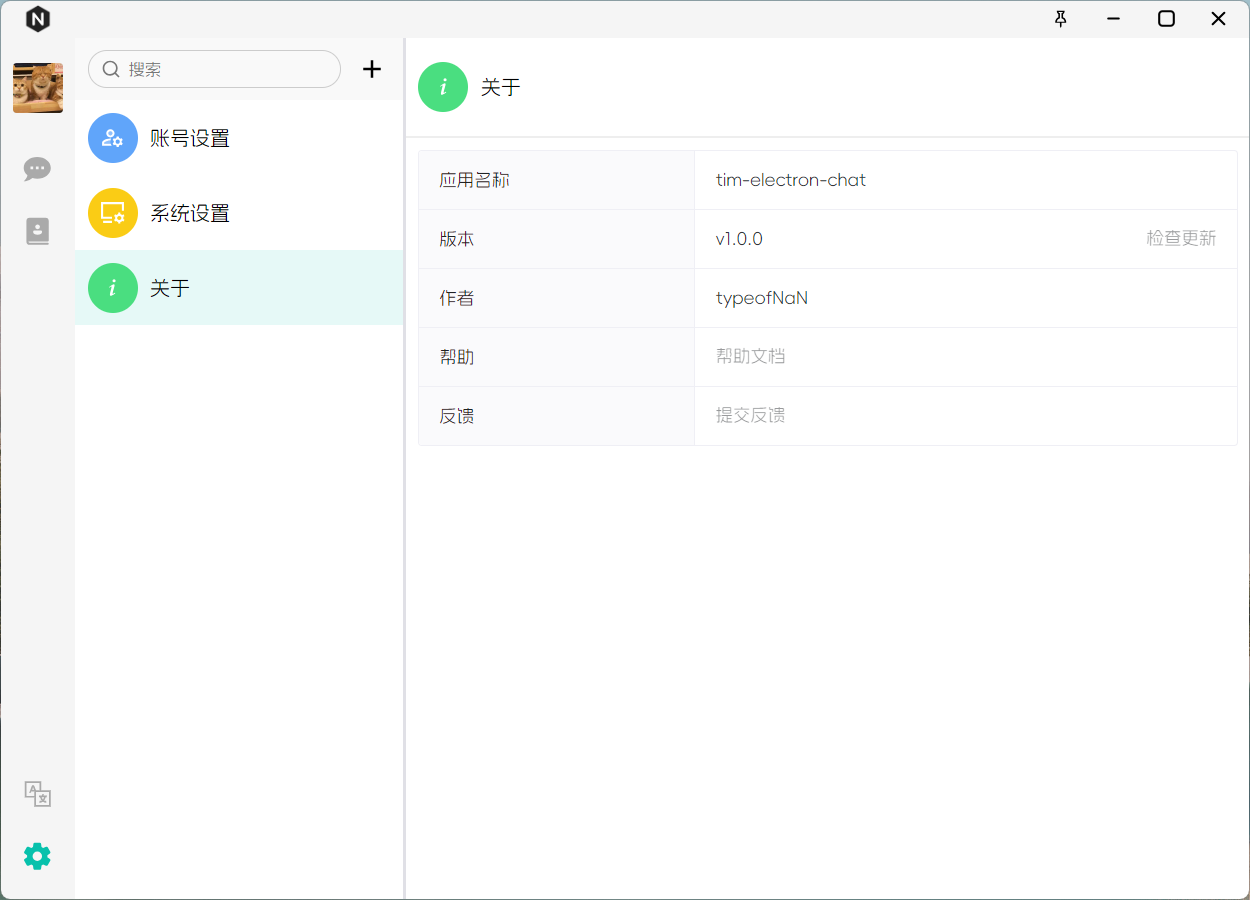 N
搜索
账号设置
系统设置
i 关于
i 关于
应用名称 tim-electron-chat
版本 v1.0.0 检查更新
作者 typeofNaN
帮助 帮助文档
反馈 提交反馈
A
文